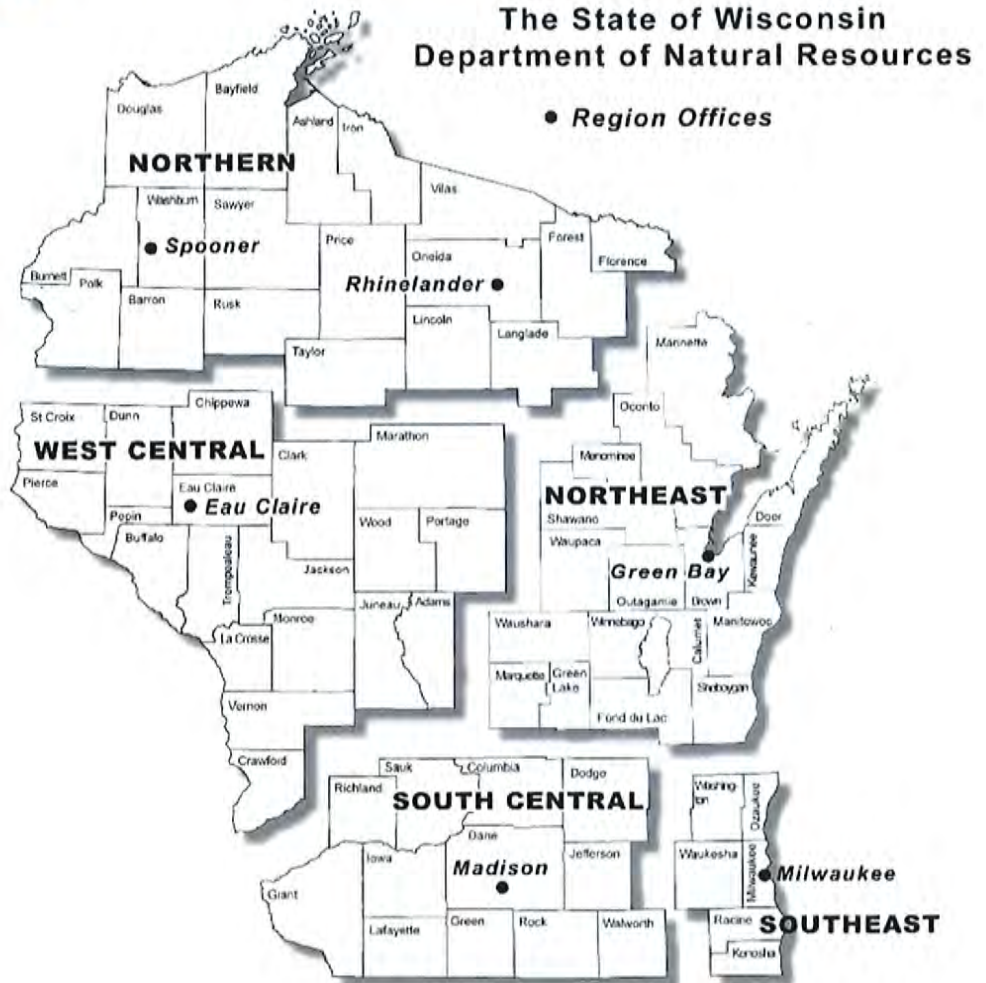 The State of Wisconsin
Department of Natural Resources
Region Offices
Bayfield
Douglas
Ashland
Iron
NORTHERN
Vilas
Washburn
Sawyer
Spooner
Price
Forest
Oneida
Florence
Burnett
Polk
Rhinelander
Barron
Rusk
Lincoln
Langlade
Taylor
Marinette
Chippewa
St Croix
Dunn
Oconto
WEST CENTRAL
Marathon
Clark
Menominee
Pierce
Eau Claire
Eau Claire
NORTHEAST
Pepin
Wood
Portage
Shawano
Door
Buffalo
Waupaca
Trempealeau
Jackson
Green Bay
Kewaunee
Juneau
Adams
Outagamie
Brown
Monroe
Waushara
Winnebago
Calumet
Manitowoc
La Crosse
Marquette
Green
Lake
Sheboygan
Vernon
Fond du Lac
Crawford
Sauk
Columbia
Dodge
Richland
SOUTH CENTRAL
Washing-
ton
Ozaukee
Dane
Iowa
Jefferson
Waukesha
Milwaukee
Madison
Milwaukee
Grant
Lafayette
Green
Rock
Walworth
Racine
SOUTHEAST
Kenosha